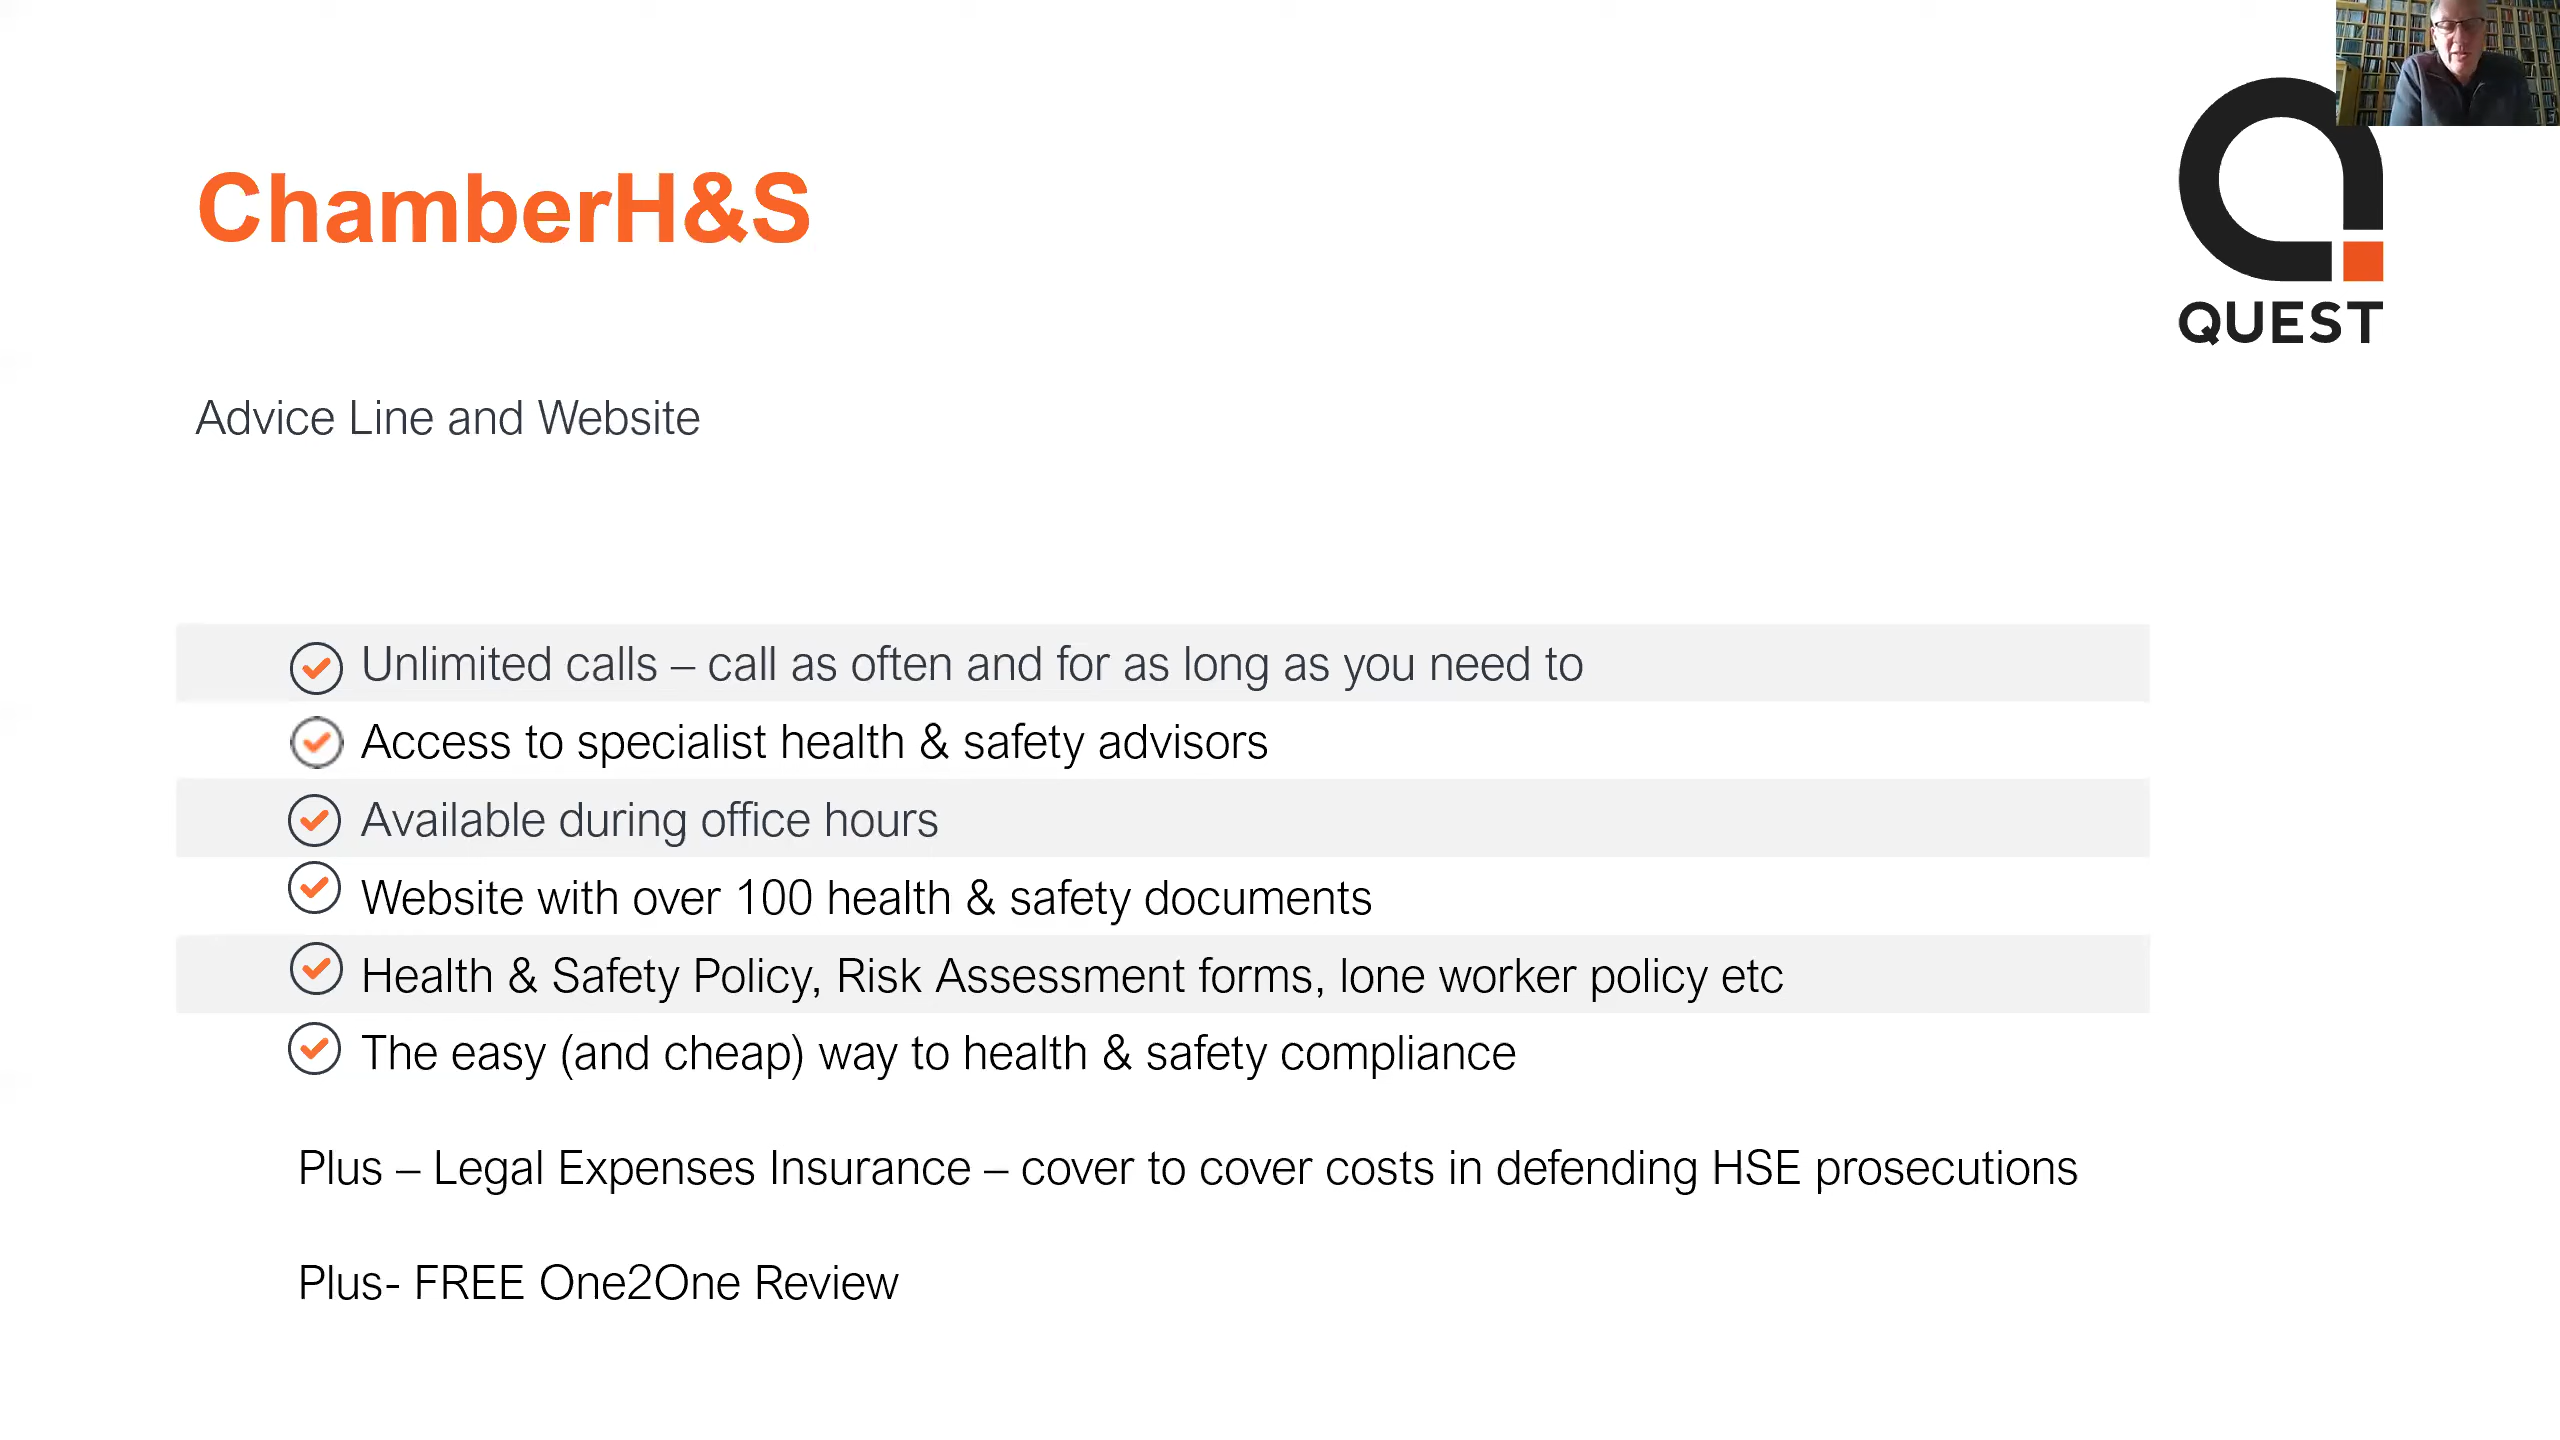 ChamberH&S
QUEST
Advice Line and Website
Unlimited calls – call as often and for as long as you need to
Access to specialist health & safety advisors
Available during office hours
Website with over 100 health & safety documents
Health & Safety Policy, Risk Assessment forms, lone worker policy etc
The easy (and cheap) way to health & safety compliance
Plus – Legal Expenses Insurance – cover to cover costs in defending HSE prosecutions
Plus- FREE One2One Review